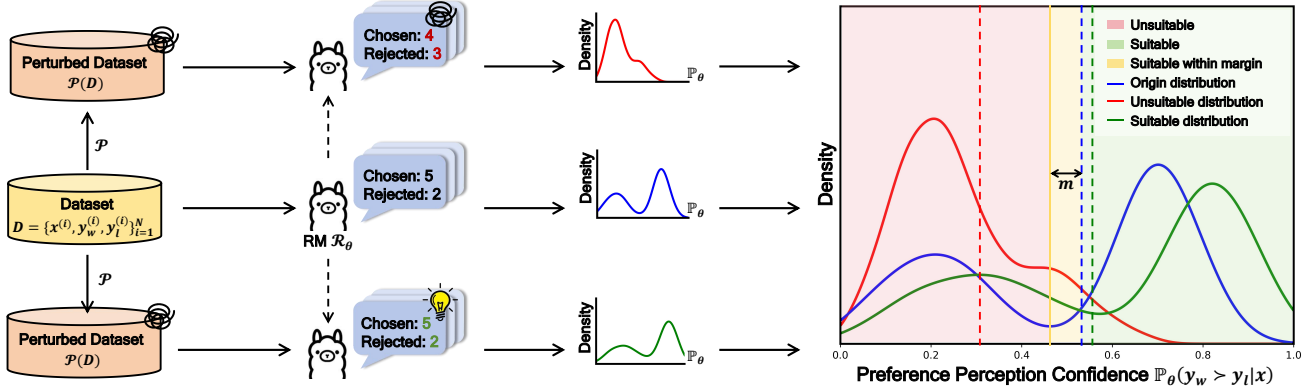 Perturbed Dataset
𝒫(D)
𝒫
Dataset
D = {x^(i), y_w^(i), y_l^(i)}_{i=1}^N
𝒫
Perturbed Dataset
𝒫(D)
Chosen: 4
Rejected: 3
Chosen: 5
Rejected: 2
RM ℛ_θ
Chosen: 5
Rejected: 2
Density
ℙ_θ
Density
ℙ_θ
Density
ℙ_θ
Unsuitable
Suitable
Suitable within margin
Origin distribution
Unsuitable distribution
Suitable distribution
m
Density
0.0 0.2 0.4 0.6 0.8 1.0
Preference Perception Confidence ℙ_θ(y_w ≻ y_l|x)